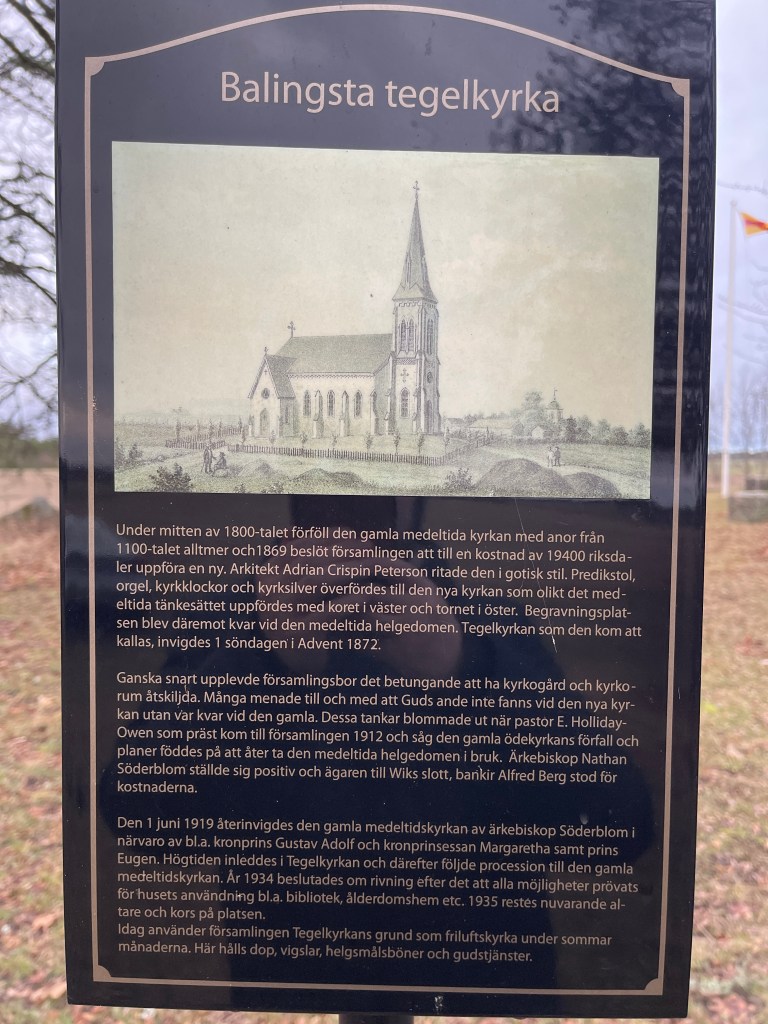 Balingsta tegelkyrka
Under mitten av 1800-talet förföll den gamla medeltida kyrkan med anor från
1100-talet alltmer och1869 beslöt församlingen att till en kostnad av 19400 riksda-
ler uppföra en ny. Arkitekt Adrian Crispin Peterson ritade den i gotisk stil. Predikstol,
orgel, kyrkklockor och kyrksilver överfördes till den nya kyrkan som olikt det med-
eltida tänkesättet uppfördes med koret i väster och tornet i öster. Begravningsplat-
sen blev däremot kvar vid den medeltida helgedomen. Tegelkyrkan som den kom att
kallas, invigdes 1 söndagen i Advent 1872.
Ganska snart upplevde församlingsbor det betungande att ha kyrkogård och kyrko-
rum åtskiljda. Många menade till och med att Guds ande inte fanns vid den nya kyr-
kan utan var kvar vid den gamla. Dessa tankar blommade ut när pastor E. Holliday-
Owen som präst kom till församlingen 1912 och såg den gamla ödekyrkans förfall och
planer föddes på att åter ta den medeltida helgedomen i bruk. Ärkebiskop Nathan
Söderblom ställde sig positiv och ägaren till Wiks slott, bankir Alfred Berg stod för
kostnaderna.
Den 1 juni 1919 återinvigdes den gamla medeltidskyrkan av ärkebiskop Söderblom i
närvaro av bl.a. kronprins Gustav Adolf och kronprinsessan Margaretha samt prins
Eugen. Högtiden inleddes i Tegelkyrkan och därefter följde procession till den gamla
medeltidskyrkan. År 1934 beslutades om rivning efter det att alla möjligheter prövats
för husets användning bl.a. bibliotek, ålderdomshem etc. 1935 restes nuvarande al-
tare och kors på platsen.
Idag använder församlingen Tegelkyrkans grund som friluftskyrka under sommar
månaderna. Här hålls dop, vigslar, helgsmålsböner och gudstjänster.